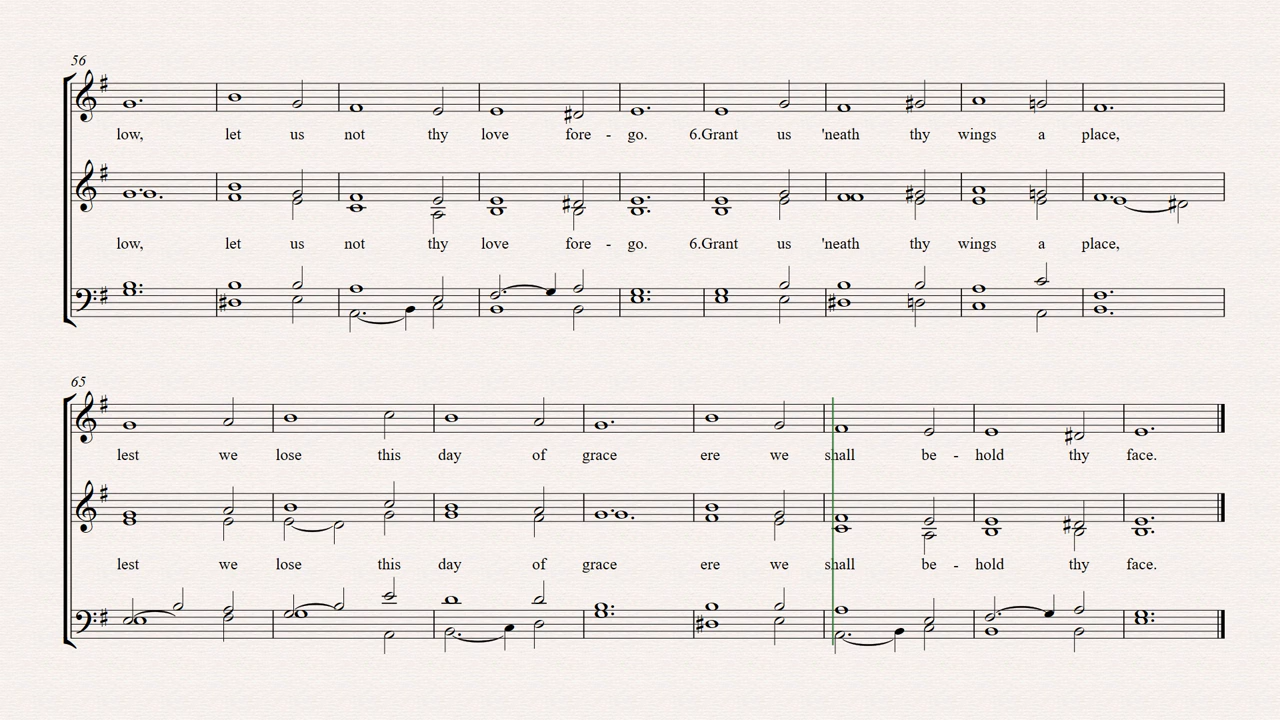 56
low, let us not thy love fore - go. 6.Grant us 'neath thy wings a place,
low, let us not thy love fore - go. 6.Grant us 'neath thy wings a place,
65
lest we lose this day of grace ere we shall be - hold thy face.
lest we lose this day of grace ere we shall be - hold thy face.